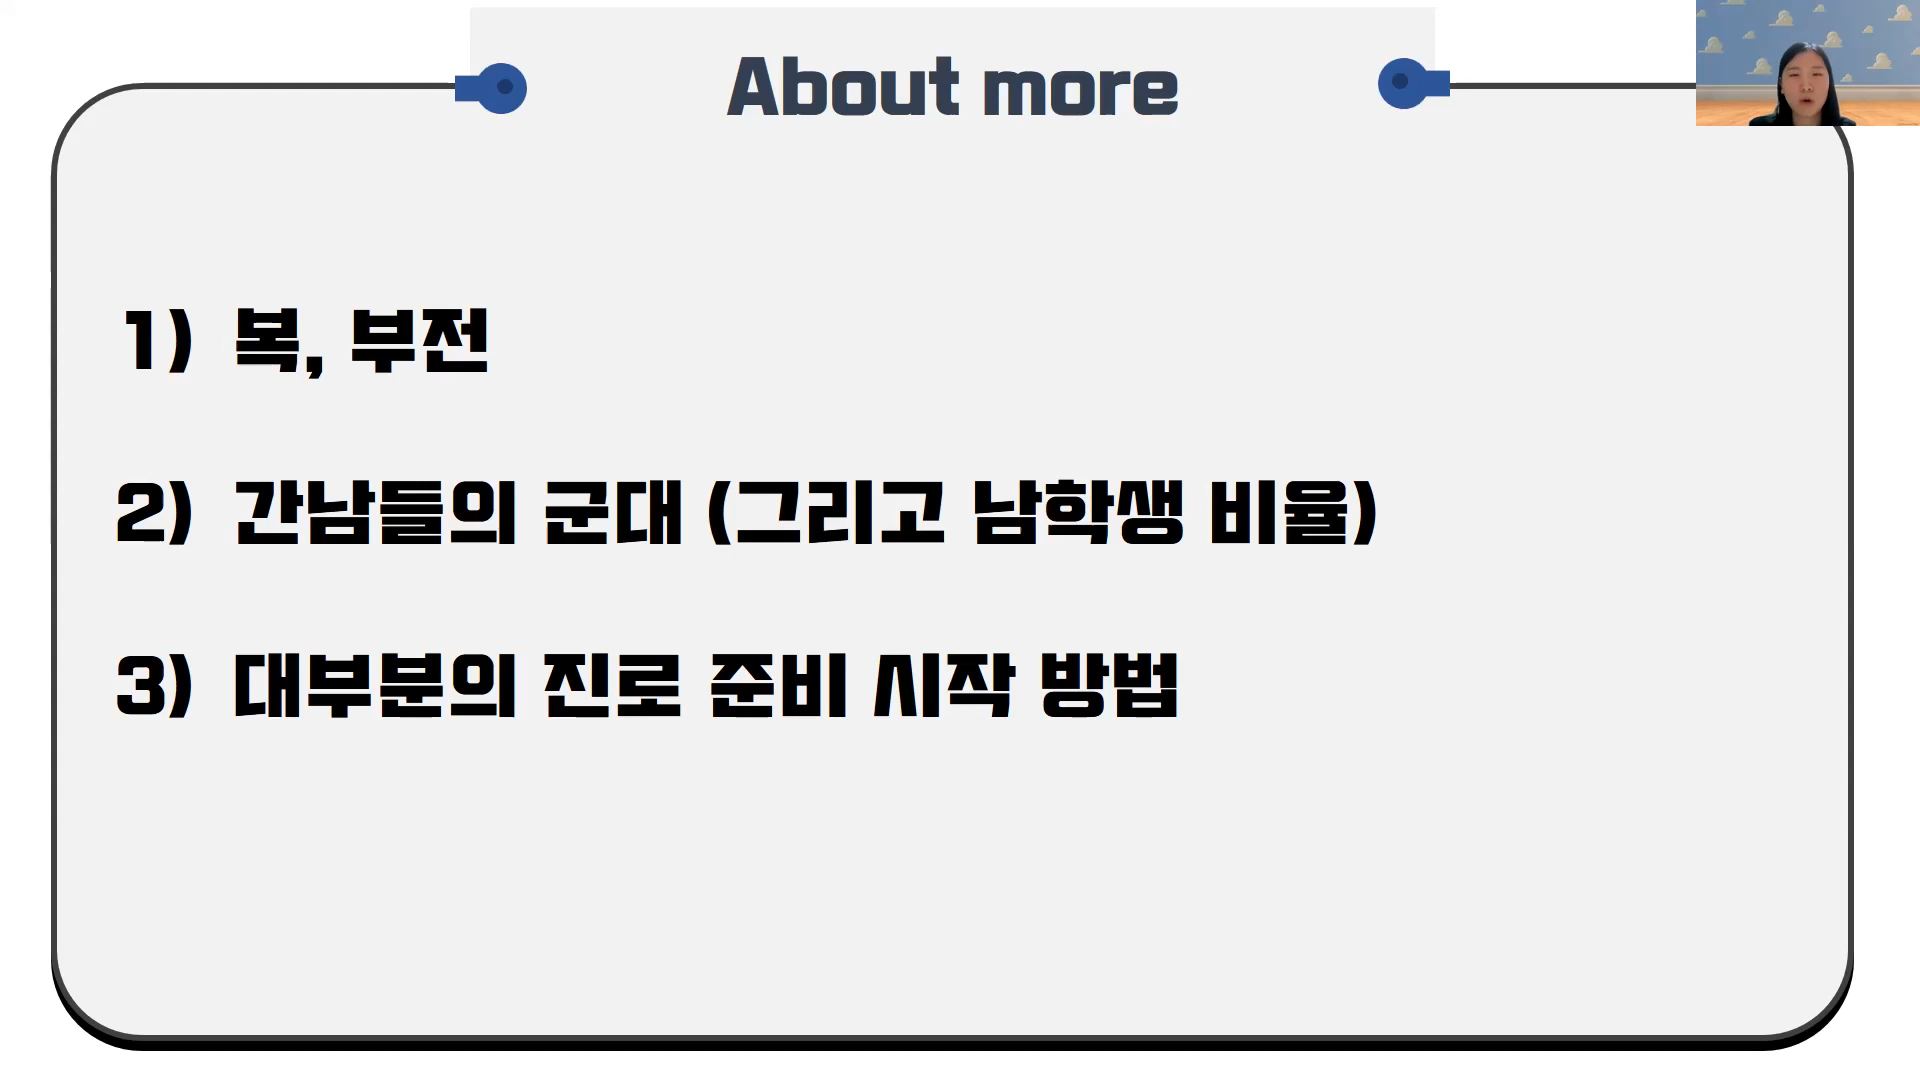 About more
1) 복, 부전
2) 간남들의 군대 (그리고 남학생 비율)
3) 대부분의 진로 준비 시작 방법